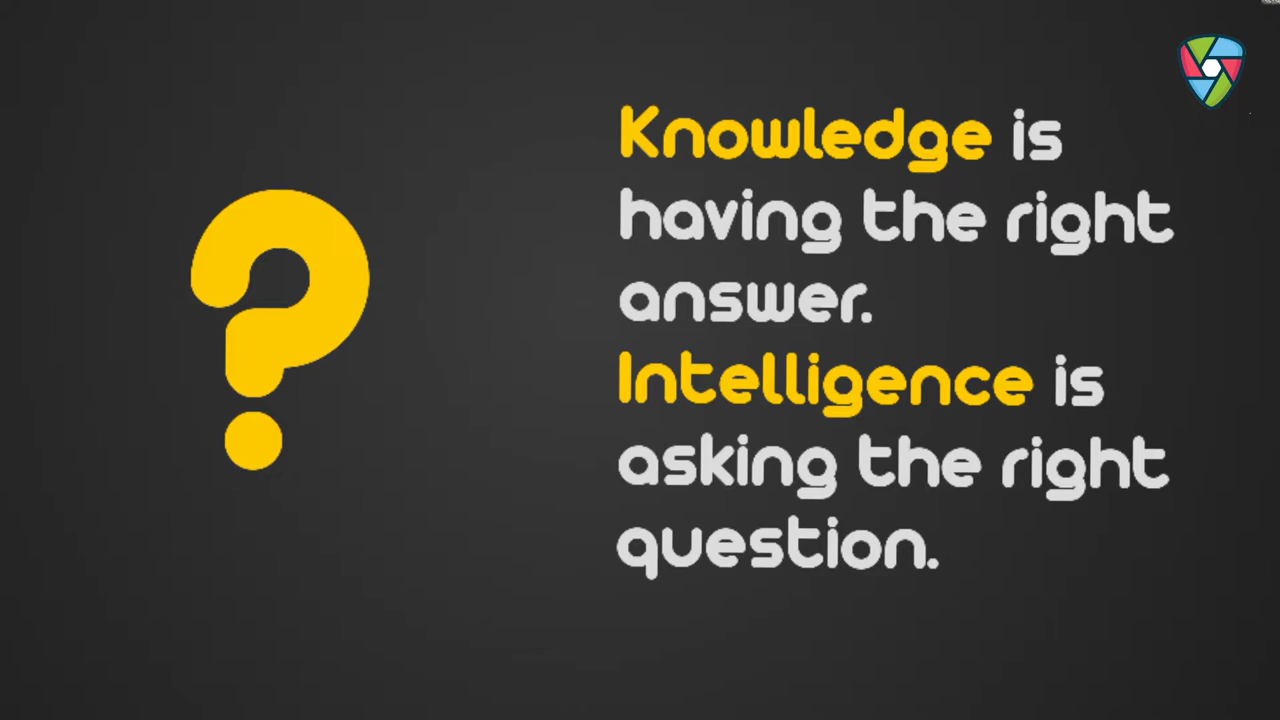 Knowledge is
having the right
answer.
Intelligence is
asking the right
question.